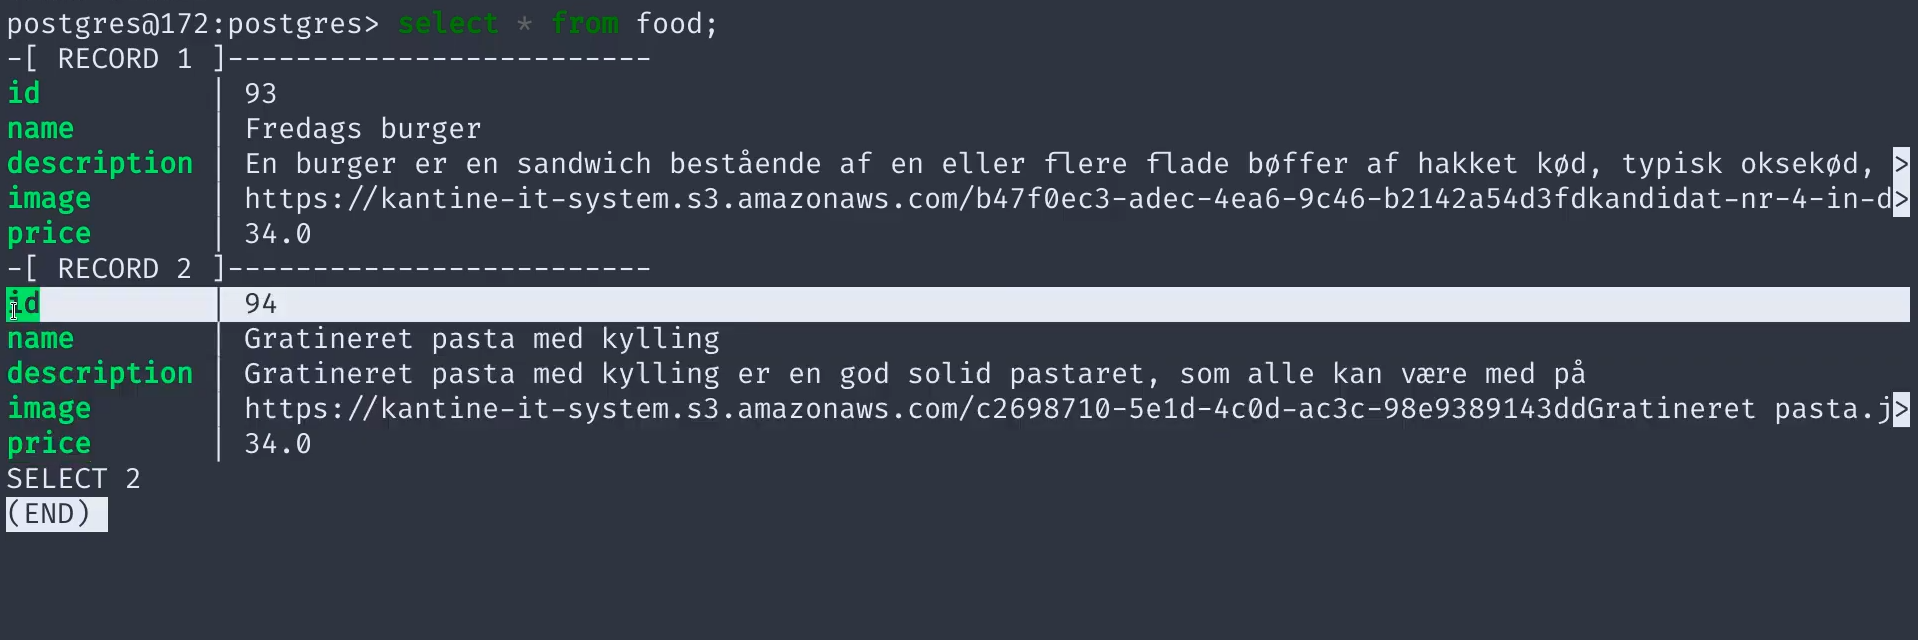 postgres@172:postgres> select * from food;
-[ RECORD 1 ]-------------------------
id          | 93
name        | Fredags burger
description | En burger er en sandwich bestående af en eller flere flade bøffer af hakket kød, typisk oksekød, >
image       | https://kantine-it-system.s3.amazonaws.com/b47f0ec3-adec-4ea6-9c46-b2142a54d3fdkandidat-nr-4-in-d>
price       | 34.0
-[ RECORD 2 ]-------------------------
id          | 94
name        | Gratineret pasta med kylling
description | Gratineret pasta med kylling er en god solid pastaret, som alle kan være med på
image       | https://kantine-it-system.s3.amazonaws.com/c2698710-5e1d-4c0d-ac3c-98e9389143ddGratineret pasta.j>
price       | 34.0
SELECT 2
(END)